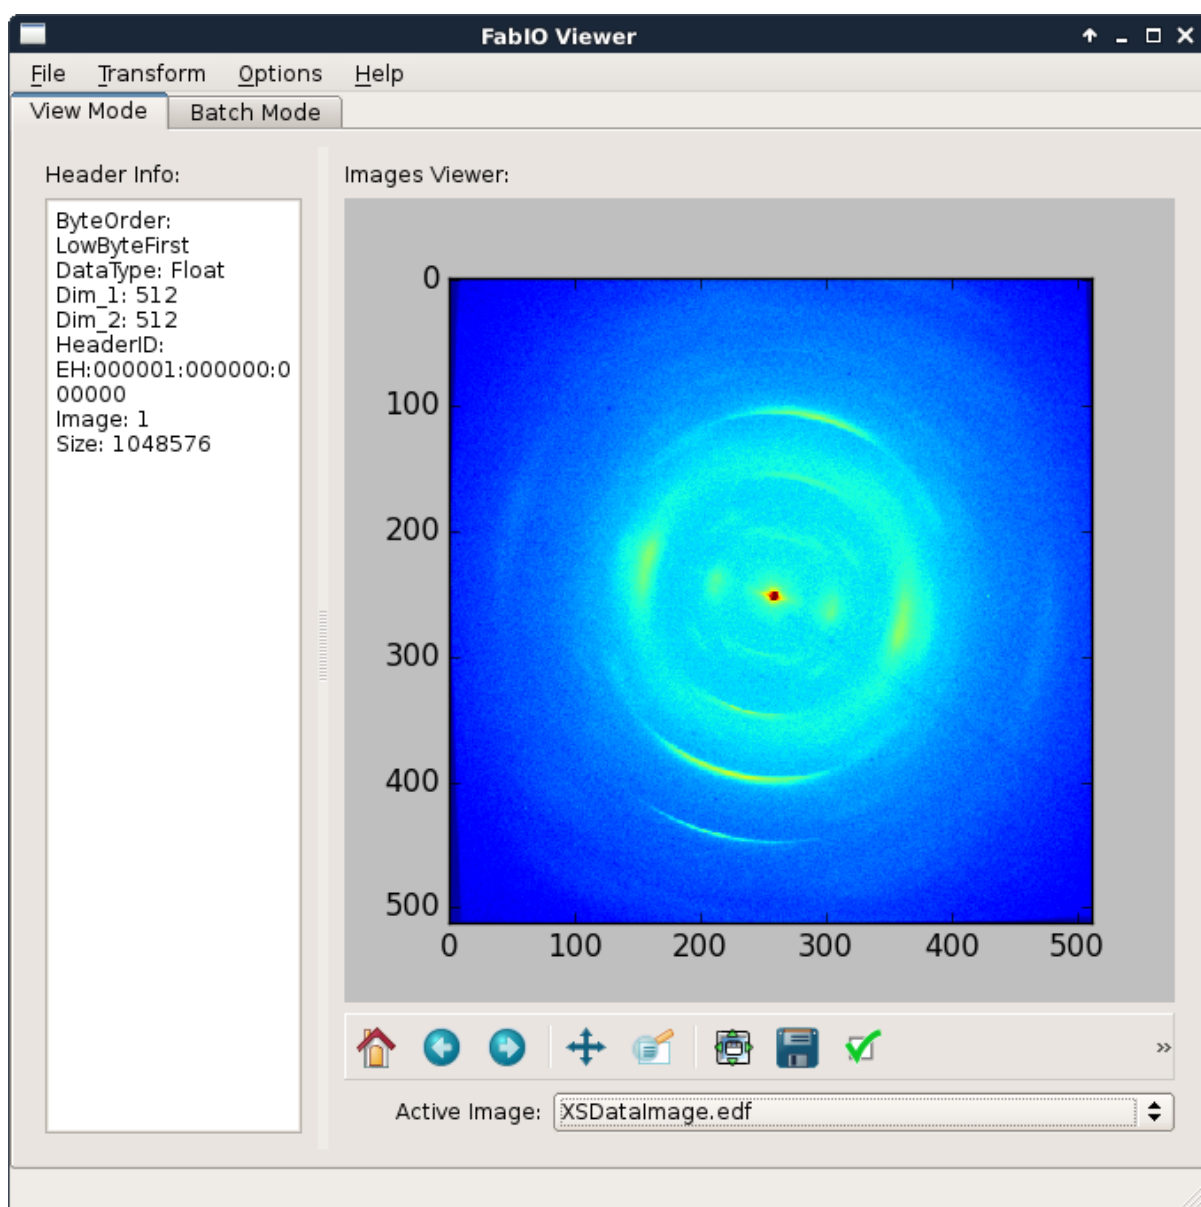 FabIO Viewer
File Transform Options Help
View Mode Batch Mode
Header Info:
ByteOrder:
LowByteFirst
DataType: Float
Dim_1: 512
Dim_2: 512
HeaderID:
EH:000001:000000:0
00000
Image: 1
Size: 1048576
Images Viewer:
0
100
200
300
400
500
0 100 200 300 400 500
»
Active Image: XSDataImage.edf